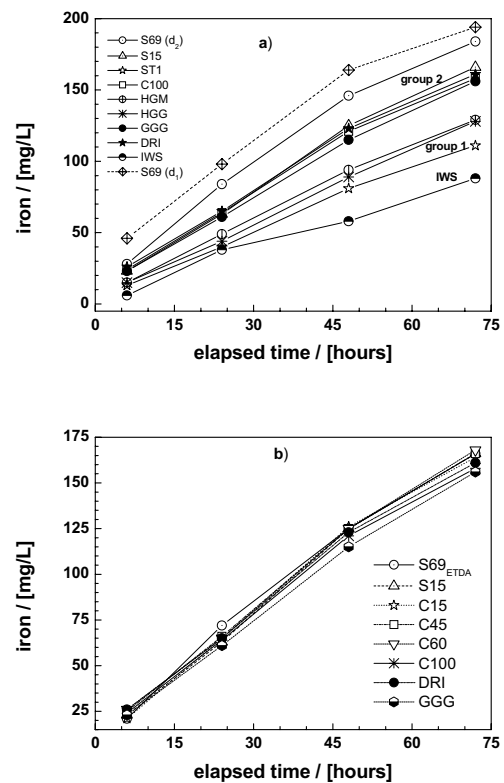 a)
S69 (d2)
S15
ST1
C100
HGM
HGG
GGG
DRI
IWS
S69 (d1)
group 2
group 1
IWS
200
150
100
50
0
iron / [mg/L]
0 15 30 45 60 75
elapsed time / [hours]
b)
175
150
125
100
75
50
25
iron / [mg/L]
S69ETDA
S15
C15
C45
C60
C100
DRI
GGG
0 15 30 45 60 75
elapsed time / [hours]